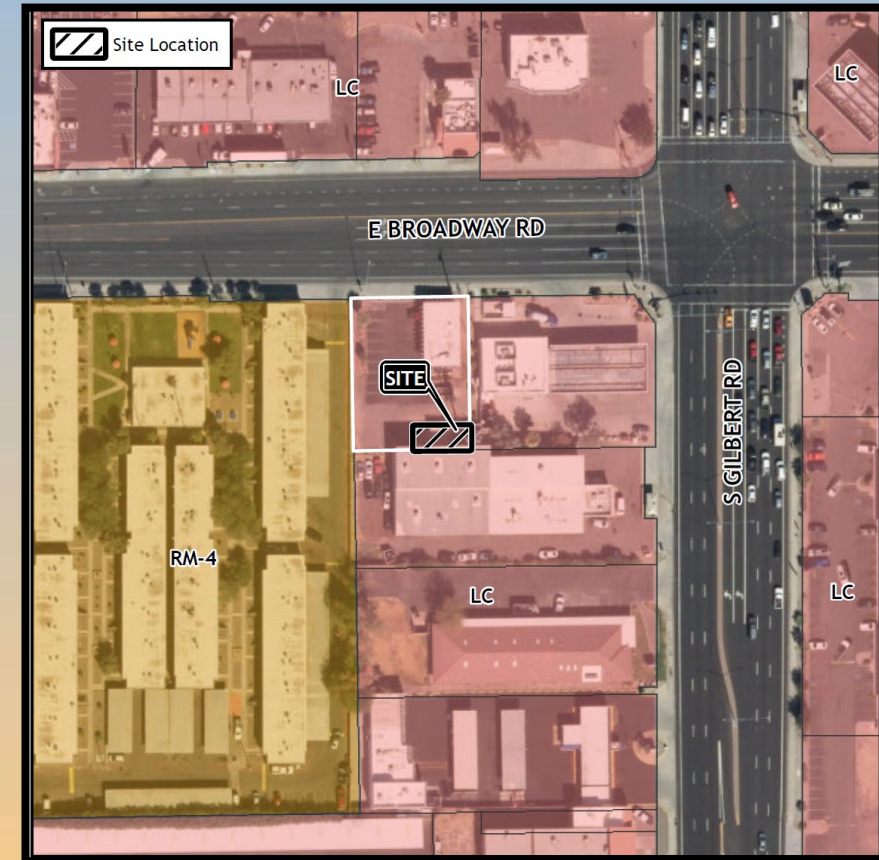 Site Location
LC
LC
E BROADWAY RD
SITE
S GILBERT RD
RM-4
LC
LC